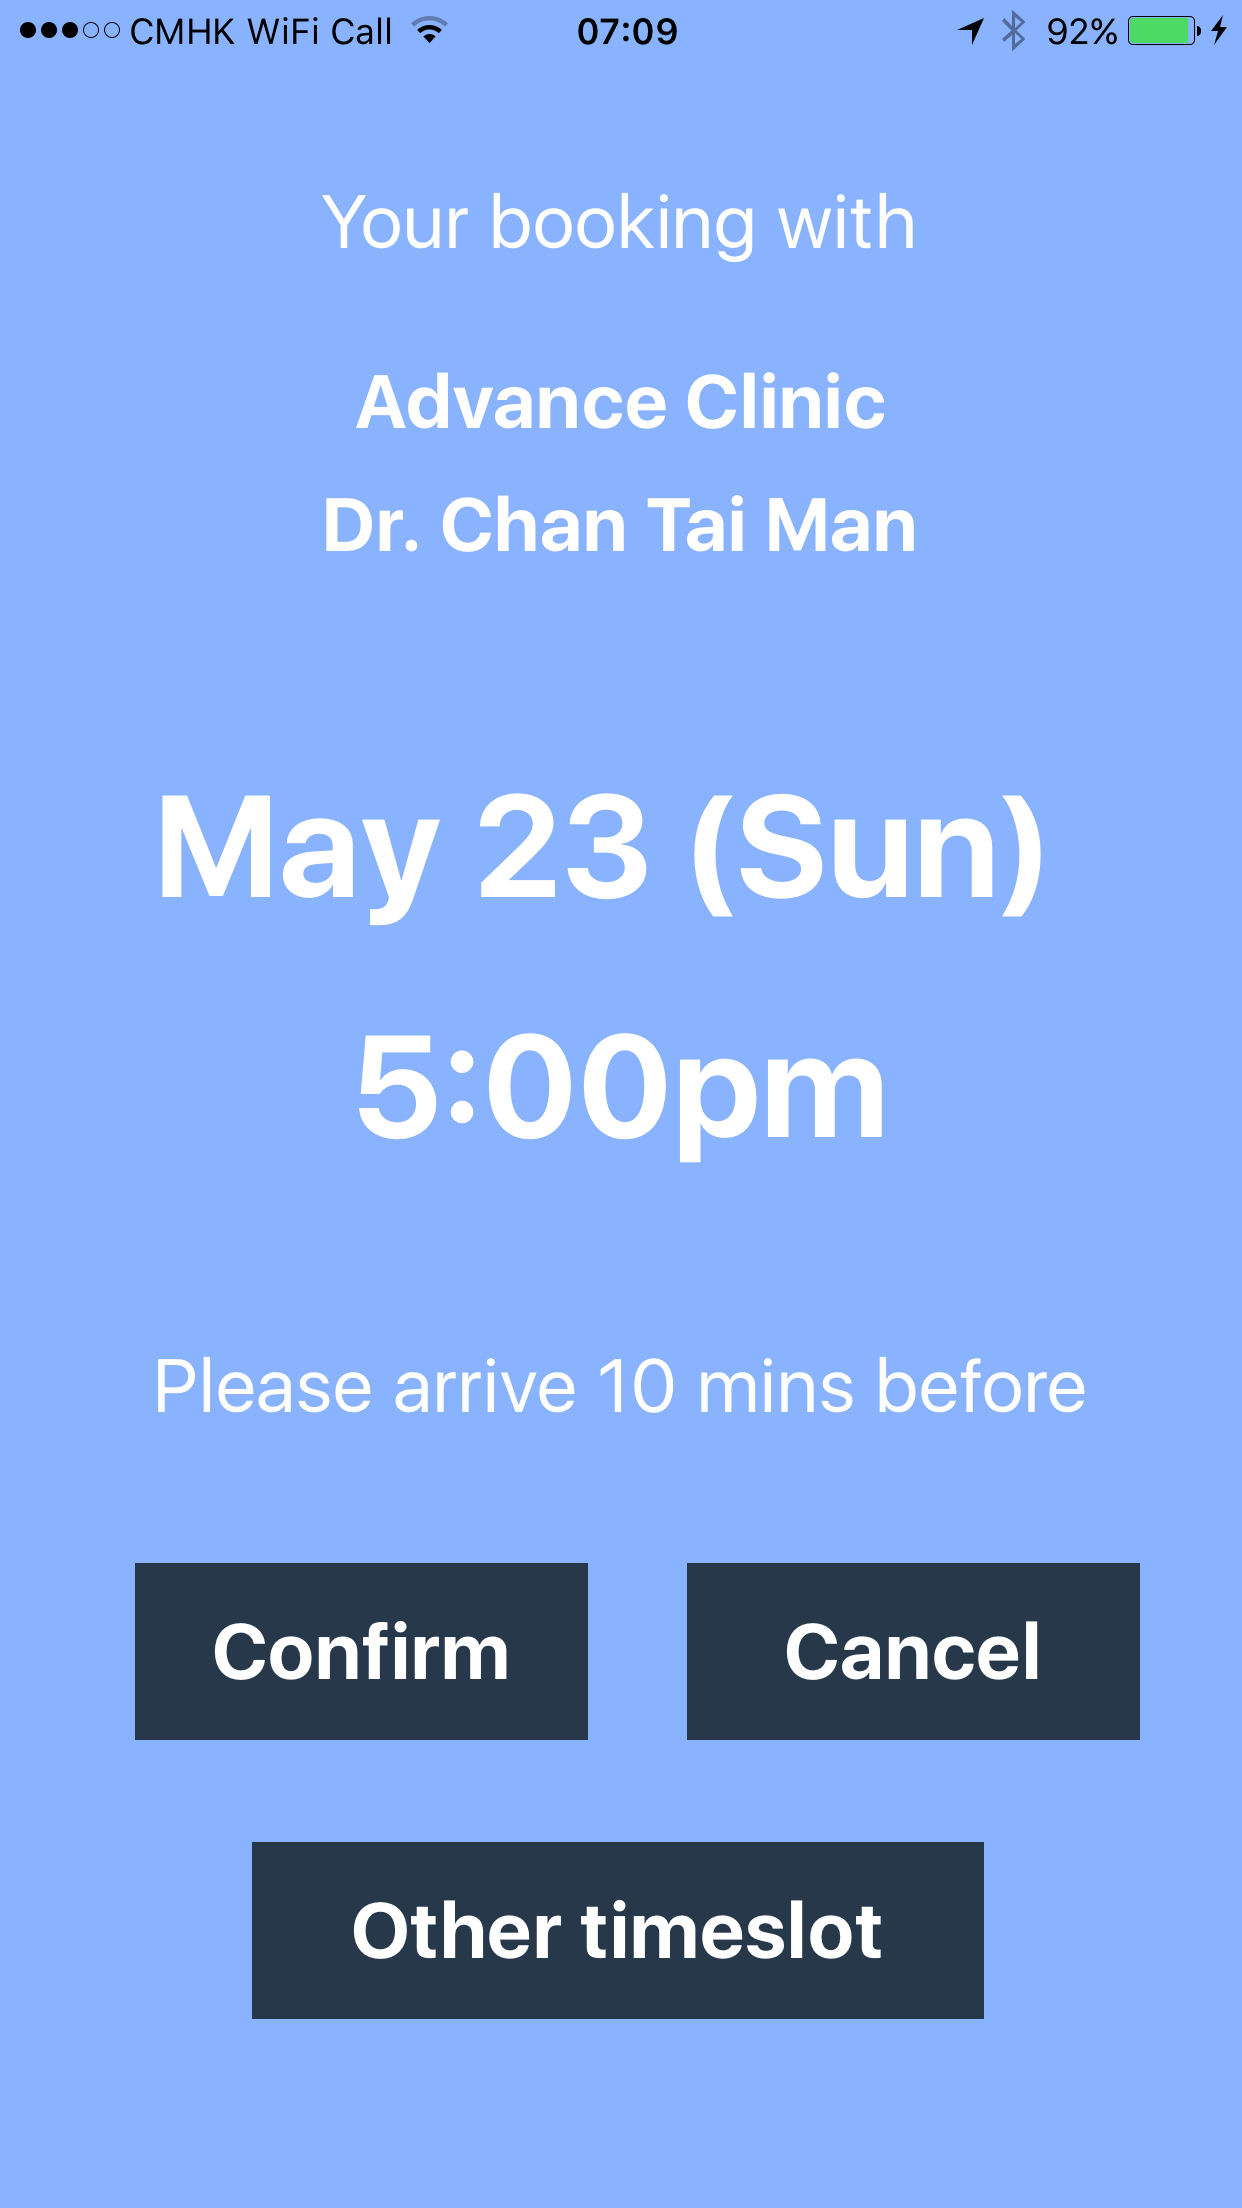 CMHK WiFi Call 07:09 92%
Your booking with
Advance Clinic
Dr. Chan Tai Man
May 23 (Sun)
5:00pm
Please arrive 10 mins before
Confirm Cancel
Other timeslot